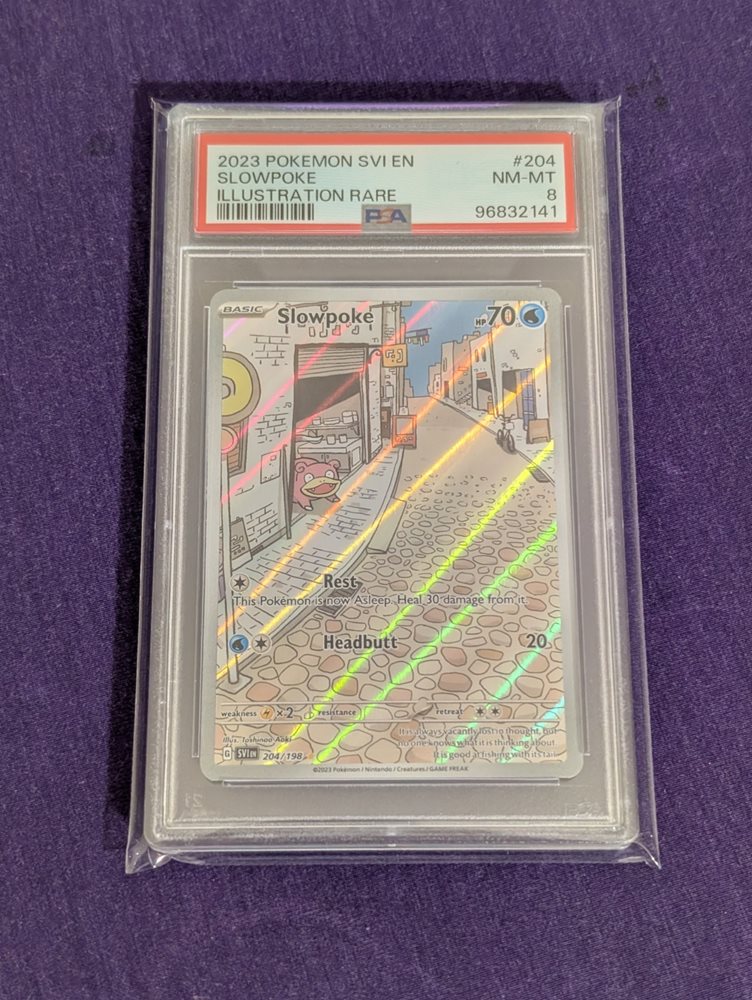 2023 POKEMON SVI EN #204
SLOWPOKE NM-MT
ILLUSTRATION RARE 8
PSA 96832141
BASIC Slowpoke HP 70
Rest
This Pokémon is now Asleep. Heal 30 damage from it.
Headbutt 20
weakness ×2 resistance retreat
It is always vacantly lost in thought, but
no one knows what it is thinking about.
It is good at fishing with its tail.
Illus. Toshinao Aoki
G SVI EN 204/198
©2023 Pokémon / Nintendo / Creatures / GAME FREAK